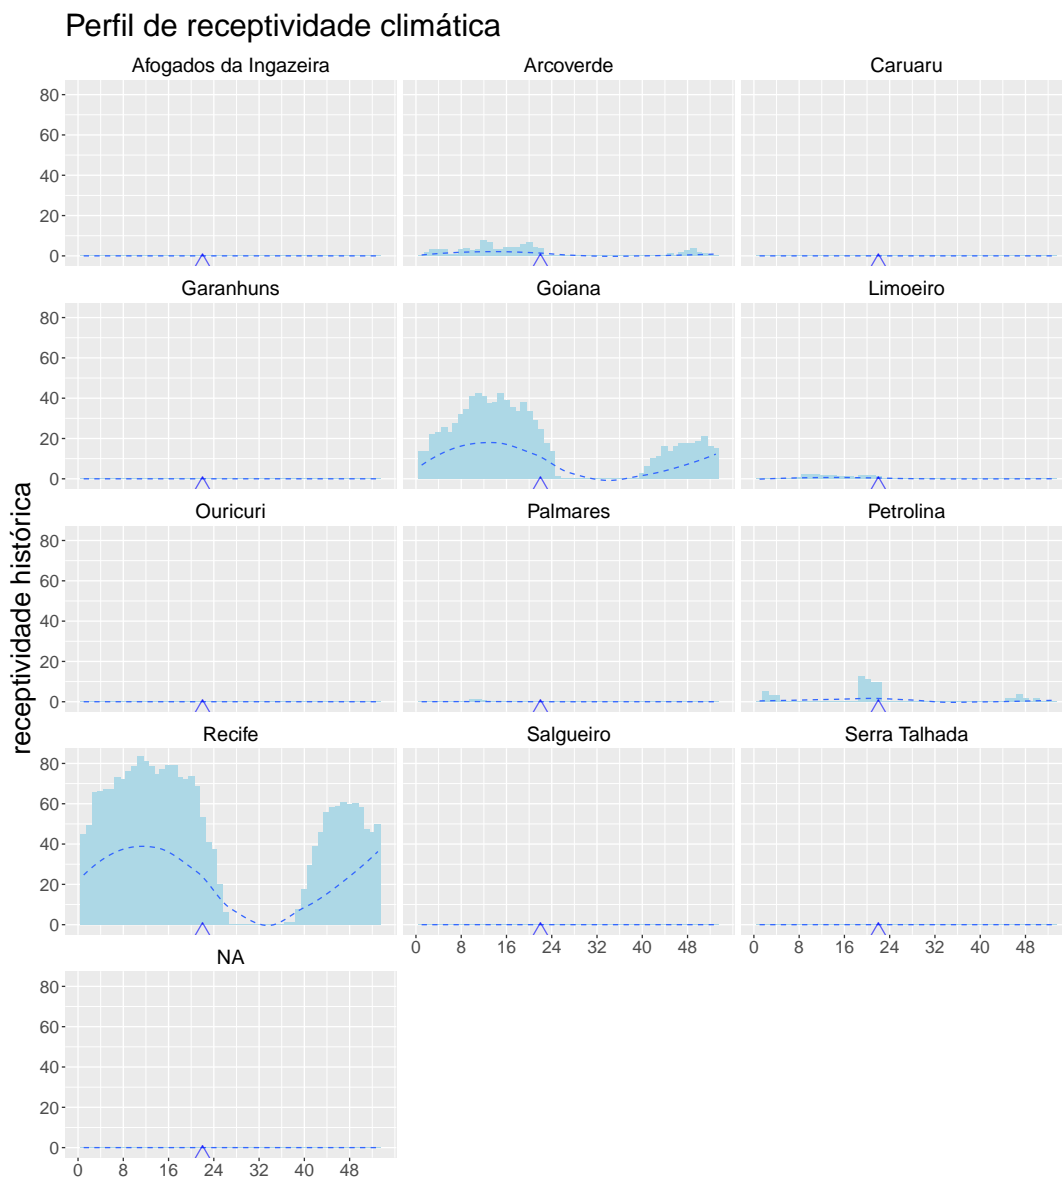 Perfil de receptividade climática
Afogados da Ingazeira
Arcoverde
Caruaru
80
60
40
20
0
Garanhuns
Goiana
Limoeiro
80
60
40
20
0
Ouricuri
Palmares
Petrolina
80
60
40
20
0
receptividade histórica
Recife
Salgueiro
Serra Talhada
80
60
40
20
0
0 8 16 24 32 40 48
0 8 16 24 32 40 48
NA
80
60
40
20
0
0 8 16 24 32 40 48